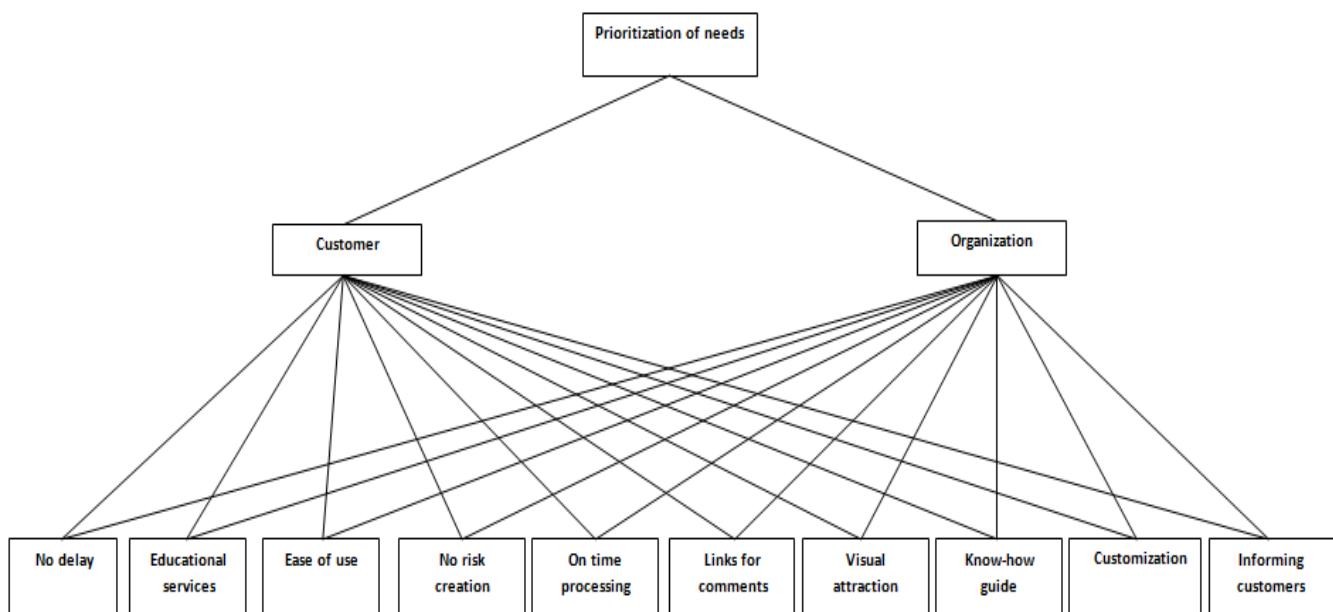 Prioritization of needs
Customer
Organization
No delay
Educational
services
Ease of use
No risk
creation
On time
processing
Links for
comments
Visual
attraction
Know-how
guide
Customization
Informing
customers